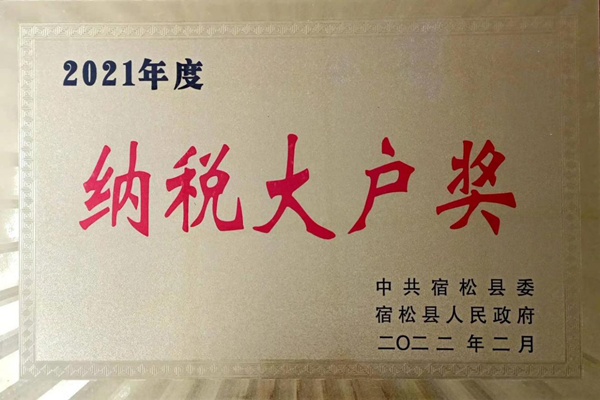 2021年度
纳税大户奖
中共宿松县委
宿松县人民政府
二〇二二年二月